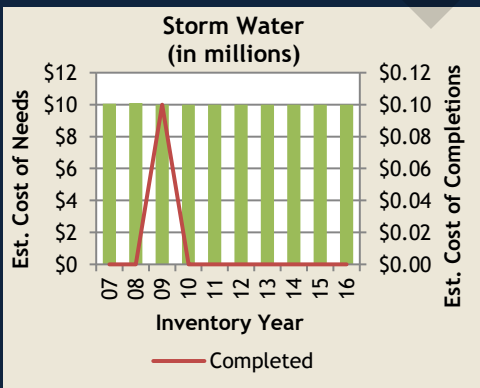 Storm Water
(in millions)
Est. Cost of Needs
$12
$10
$8
$6
$4
$2
$0
$0.12
$0.10
$0.08
$0.06
$0.04
$0.02
$0.00
Est. Cost of Completions
07 08 09 10 11 12 13 14 15 16
Inventory Year
Completed